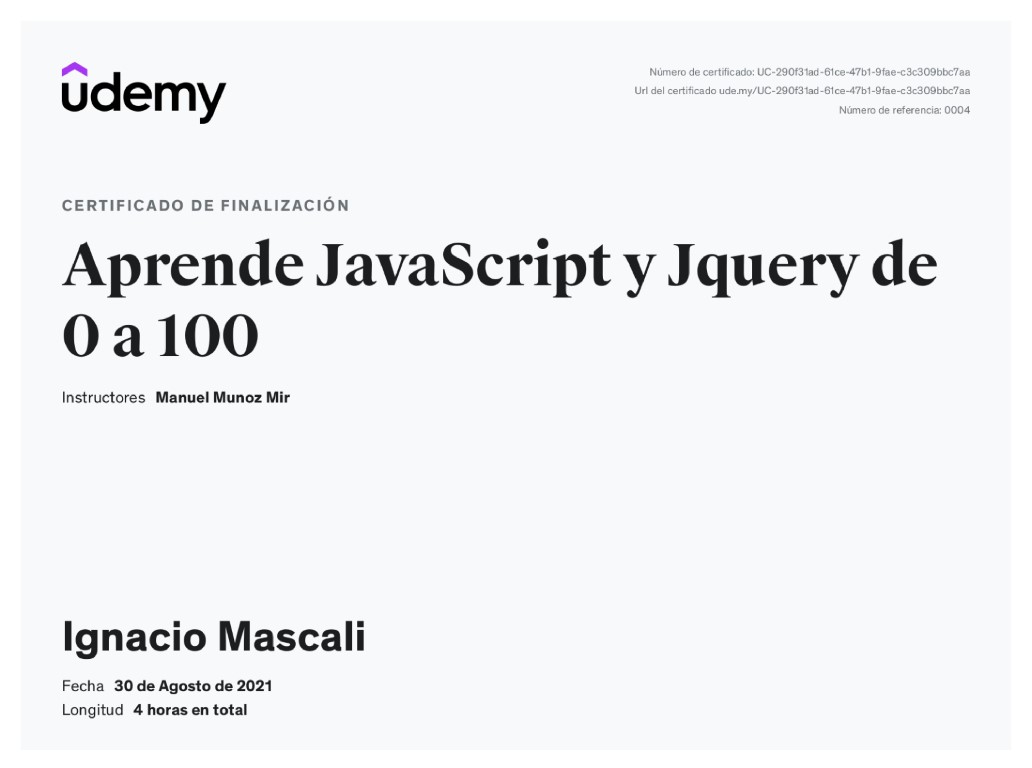 udemy
Número de certificado: UC-290f31ad-61ce-47b1-9fae-c3c309bbc7aa
Url del certificado ude.my/UC-290f31ad-61ce-47b1-9fae-c3c309bbc7aa
Número de referencia: 0004
CERTIFICADO DE FINALIZACIÓN
Aprende JavaScript y Jquery de
0 a 100
Instructores Manuel Munoz Mir
Ignacio Mascali
Fecha 30 de Agosto de 2021
Longitud 4 horas en total